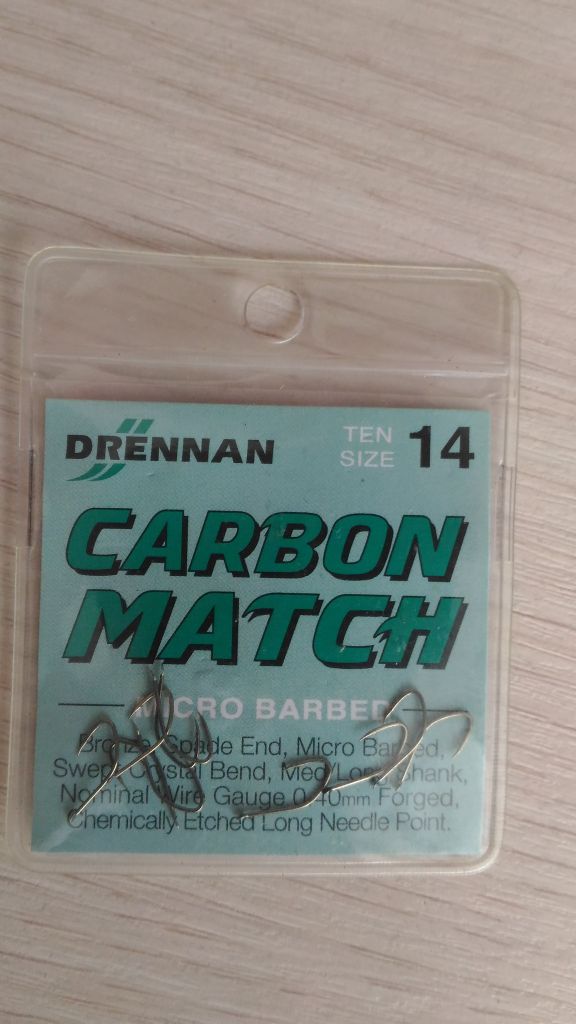 DRENNAN
TEN
SIZE 14
CARBON
MATCH
MICRO BARBED
Bronze, Spade End, Micro Barbed,
Swept Crystal Bend, Med/Long Shank,
Nominal Wire Gauge 0.40mm Forged,
Chemically Etched Long Needle Point.